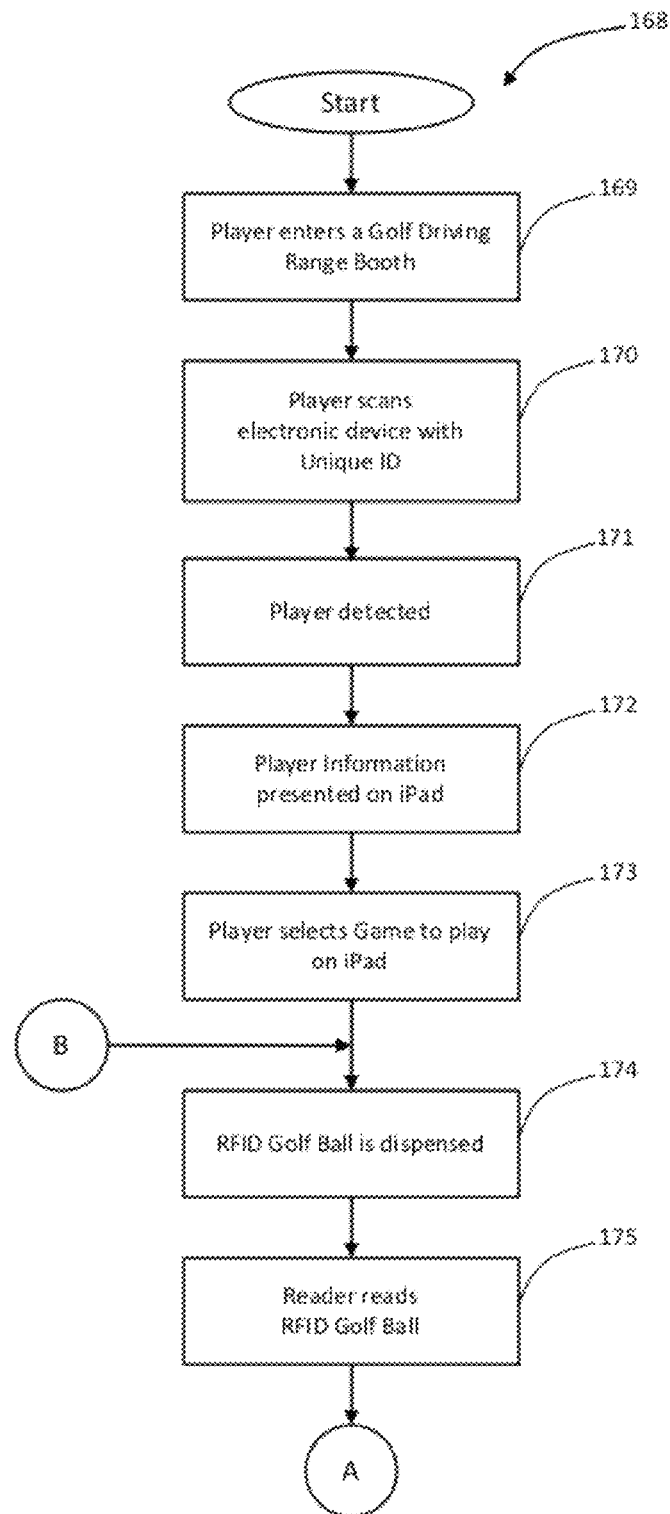 168
Start
169
Player enters a Golf Driving
Range Booth
170
Player scans
electronic device with
Unique ID
171
Player detected
172
Player Information
presented on iPad
173
Player selects Game to play
on iPad
B
174
RFID Golf Ball is dispensed
175
Reader reads
RFID Golf Ball
A